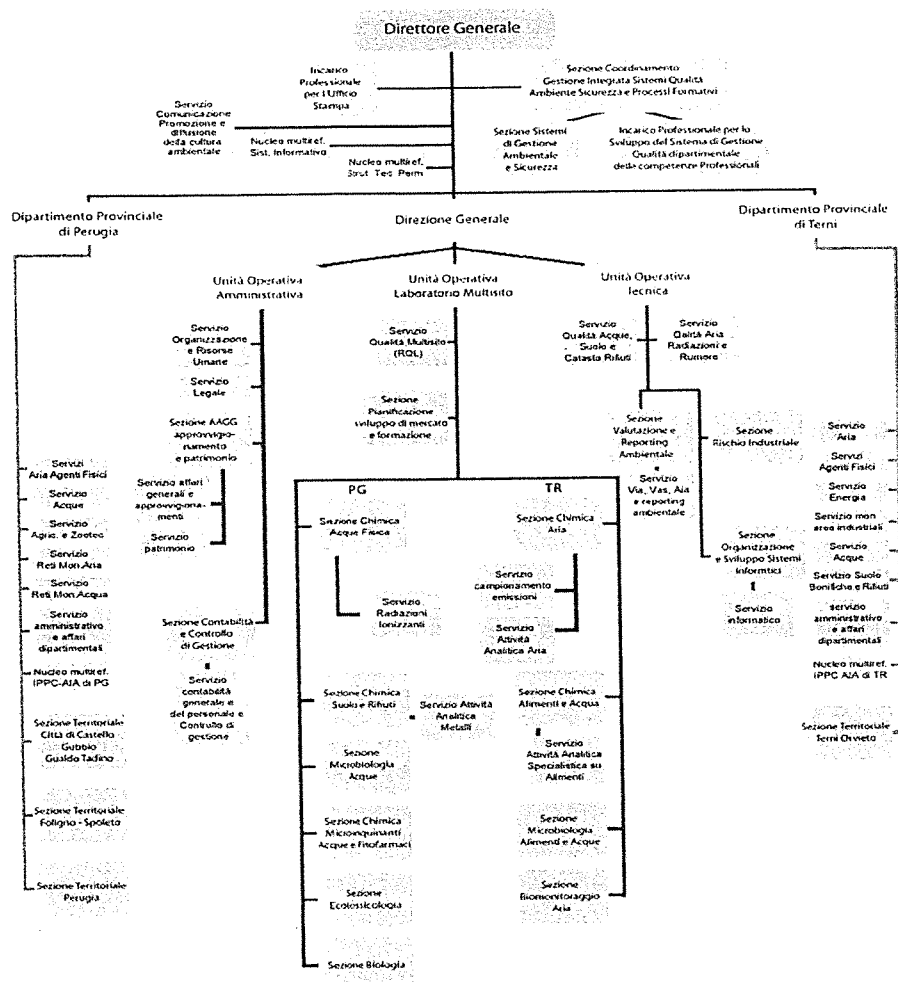 Direttore Generale
Incarico
Professionale
per l'Ufficio
Stampa
Sezione Coordinamento
Gestione Integrata Sistemi Qualità
Ambiente Sicurezza e Processi Formativi
Servizio
Comunicazione
Promozione e
diffusione
della cultura
ambientale
Nucleo multiref.
Sist. Informativo
Nucleo multiref.
Strut. Tec. Perm
Sezione Sistemi
di Gestione
Ambientale
e Sicurezza
Incarico Professionale per lo
Sviluppo del Sistema di Gestione
Qualità dipartimentale
delle competenze Professionali
Dipartimento Provinciale
di Perugia
Direzione Generale
Dipartimento Provinciale
di Terni
Unità Operativa
Amministrativa
Unità Operativa
Laboratorio Multisito
Unità Operativa
Tecnica
Servizio
Organizzazione
e Risorse
Umane
Servizio
Legale
Sezione AAGG
approvvigio-
namento
e patrimonio
Servizio affari
generali e
approvvigiona-
menti
Servizio
patrimonio
Sezione Contabilità
e Controllo
di Gestione
Servizio
contabilità
generale e
del personale e
Controllo di
gestione
Servizio
Qualità Multisito
(RQL)
Sezione
Pianificazione
sviluppo di mercato
e formazione
Servizio
Qualità Acque,
Suolo e
Catasto Rifiuti
Servizio
Qalità Aria
Radiazioni e
Rumore
Sezione
Valutazione e
Reporting
Ambientale
Servizio
Via, Vas, Aia
e reporting
ambientale
Sezione
Rischio Industriale
Sezione
Organizzazione
e Sviluppo Sistemi
Informtici
Servizio
informatico
Servizi
Aria Agenti Fisici
Servizio
Acque
Servizio
Agric. e Zootec
Servizio
Reti Mon.Aria
Servizio
Reti Mon.Acqua
Servizio
amministrativo
e affari
dipartimentali
Nucleo multiref.
IPPC-AIA di PG
Sezione Territoriale
Città di Castello
Gubbio
Gualdo Tadino
Sezione Territoriale
Foligno - Spoleto
Sezione Territoriale
Perugia
PG
Sezione Chimica
Acque Fisica
Servizio
Radiazioni
Ionizzanti
Sezione Chimica
Suolo e Rifiuti
Servizio Attività
Analitica
Metalli
Sezione
Microbiologia
Acque
Sezione Chimica
Microinquinanti
Acque e Fitofarmaci
Sezione
Ecotossicologia
Sezione Biologia
TR
Sezione Chimica
Aria
Servizio
campionamento
emissioni
Servizio
Attività
Analitica Aria
Sezione Chimica
Alimenti e Acqua
Servizio
Attività Analitica
Specialistica su
Alimenti
Sezione
Microbiologia
Alimenti e Acque
Sezione
Biomonitoraggio
Aria
Servizio
Aria
Servizi
Agenti Fisici
Servizio
Energia
Servizio mon
area industriali
Servizio
Acque
Servizio Suolo
Bonifiche e Rifiuti
servizio
amministrativo
e affari
dipartimentali
Nucleo multiref.
IPPC AIA di TR
Sezione Territoriale
Terni Orvieto